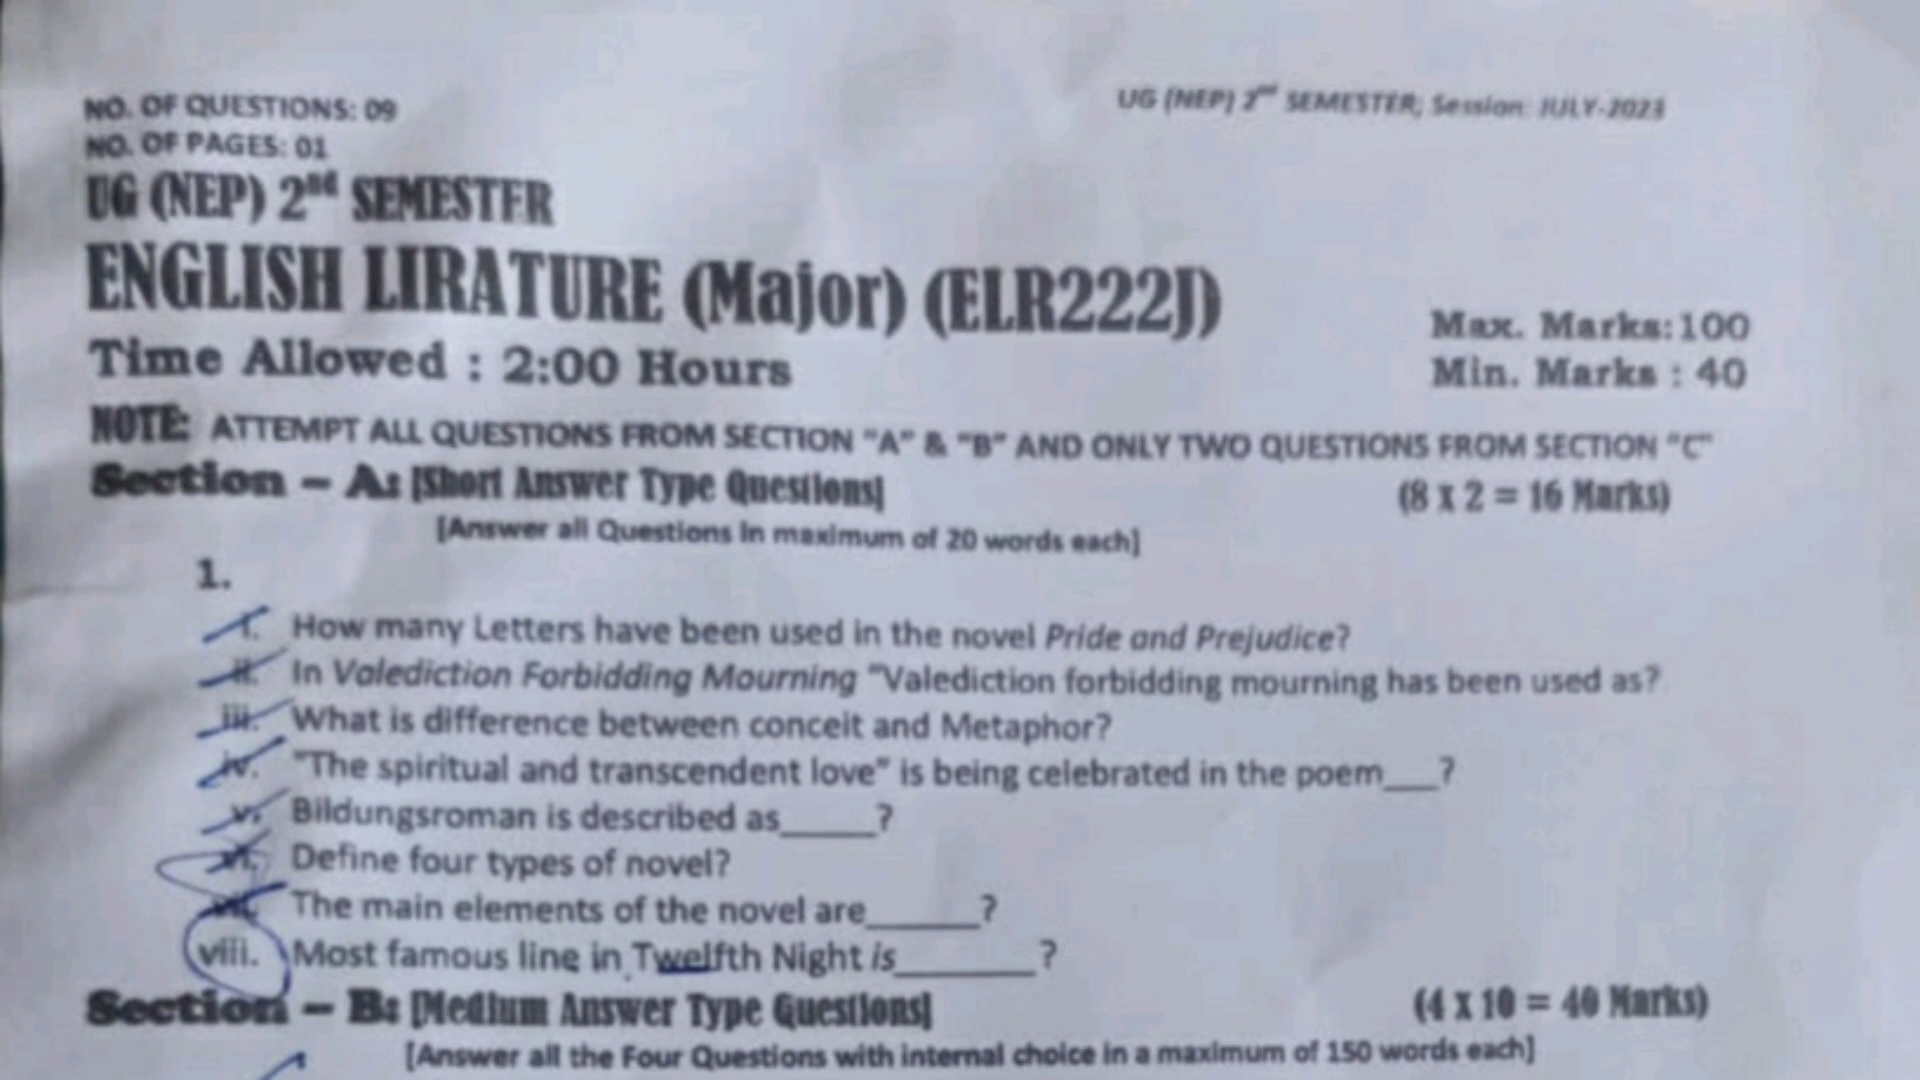 NO. OF QUESTIONS: 09
UG (NEP) 2nd SEMESTER; Session: JULY-2023
NO. OF PAGES: 01
UG (NEP) 2nd SEMESTER
ENGLISH LIRATURE (Major) (ELR222J)
Max. Marks:100
Time Allowed : 2:00 Hours
Min. Marks : 40
NOTE: ATTEMPT ALL QUESTIONS FROM SECTION "A" & "B" AND ONLY TWO QUESTIONS FROM SECTION "C"
Section – A: [Short Answer Type Questions] (8 x 2 = 16 Marks)
[Answer all Questions in maximum of 20 words each]
1.
i. How many Letters have been used in the novel Pride and Prejudice?
ii. In Valediction Forbidding Mourning "Valediction forbidding mourning has been used as?
iii. What is difference between conceit and Metaphor?
iv. "The spiritual and transcendent love" is being celebrated in the poem___?
v. Bildungsroman is described as_____?
vi. Define four types of novel?
vii. The main elements of the novel are______?
viii. Most famous line in Twelfth Night is_______?
Section – B: [Medium Answer Type Questions] (4 x 10 = 40 Marks)
[Answer all the Four Questions with internal choice in a maximum of 150 words each]